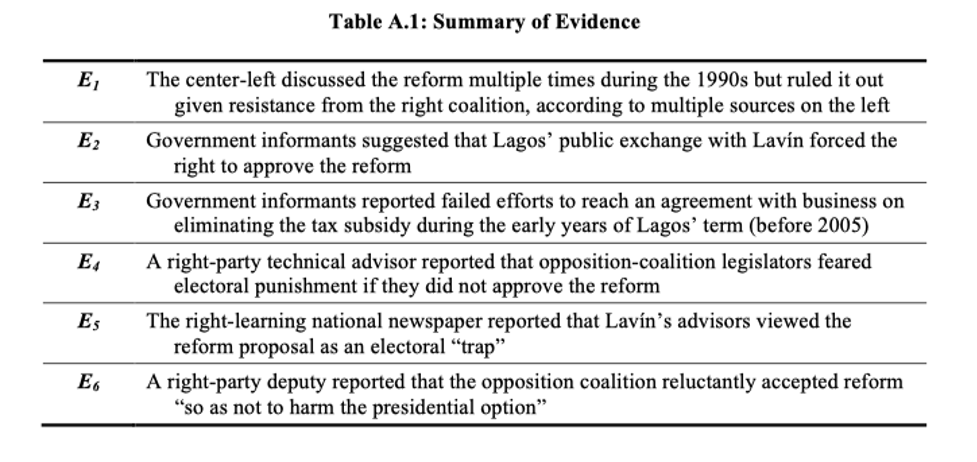 Table A.1: Summary of Evidence
E1 The center-left discussed the reform multiple times during the 1990s but ruled it out
given resistance from the right coalition, according to multiple sources on the left
E2 Government informants suggested that Lagos’ public exchange with Lavín forced the
right to approve the reform
E3 Government informants reported failed efforts to reach an agreement with business on
eliminating the tax subsidy during the early years of Lagos’ term (before 2005)
E4 A right-party technical advisor reported that opposition-coalition legislators feared
electoral punishment if they did not approve the reform
E5 The right-learning national newspaper reported that Lavín’s advisors viewed the
reform proposal as an electoral “trap”
E6 A right-party deputy reported that the opposition coalition reluctantly accepted reform
“so as not to harm the presidential option”